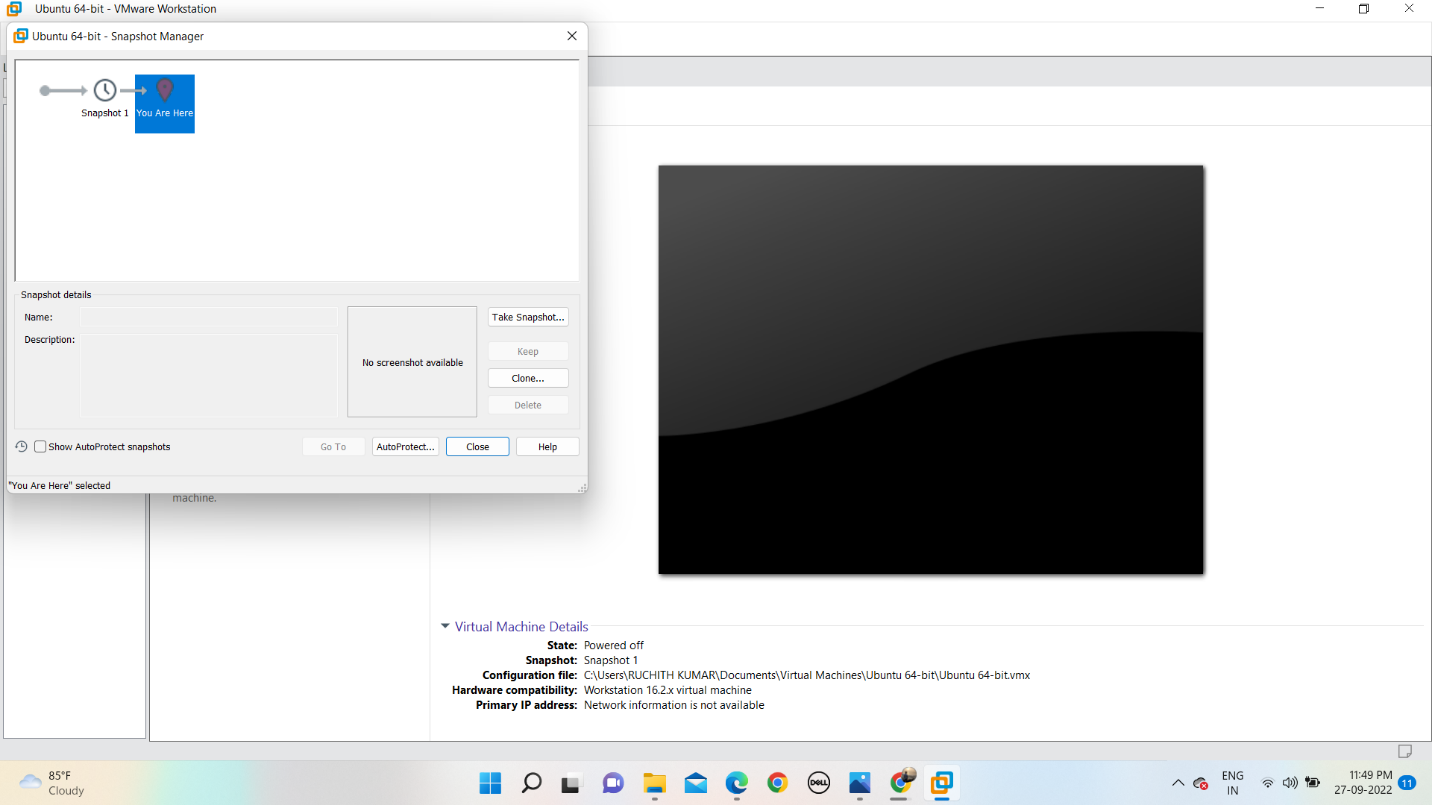 Ubuntu 64-bit - VMware Workstation
Ubuntu 64-bit - Snapshot Manager
Snapshot 1
You Are Here
Snapshot details
Name:
Take Snapshot...
Description:
Keep
No screenshot available
Clone...
Delete
Show AutoProtect snapshots
Go To
AutoProtect...
Close
Help
"You Are Here" selected
machine.
Virtual Machine Details
State: Powered off
Snapshot: Snapshot 1
Configuration file: C:\Users\RUCHITH KUMAR\Documents\Virtual Machines\Ubuntu 64-bit\Ubuntu 64-bit.vmx
Hardware compatibility: Workstation 16.2.x virtual machine
Primary IP address: Network information is not available
85°F
Cloudy
DELL
ENG
IN
11:49 PM
27-09-2022
11